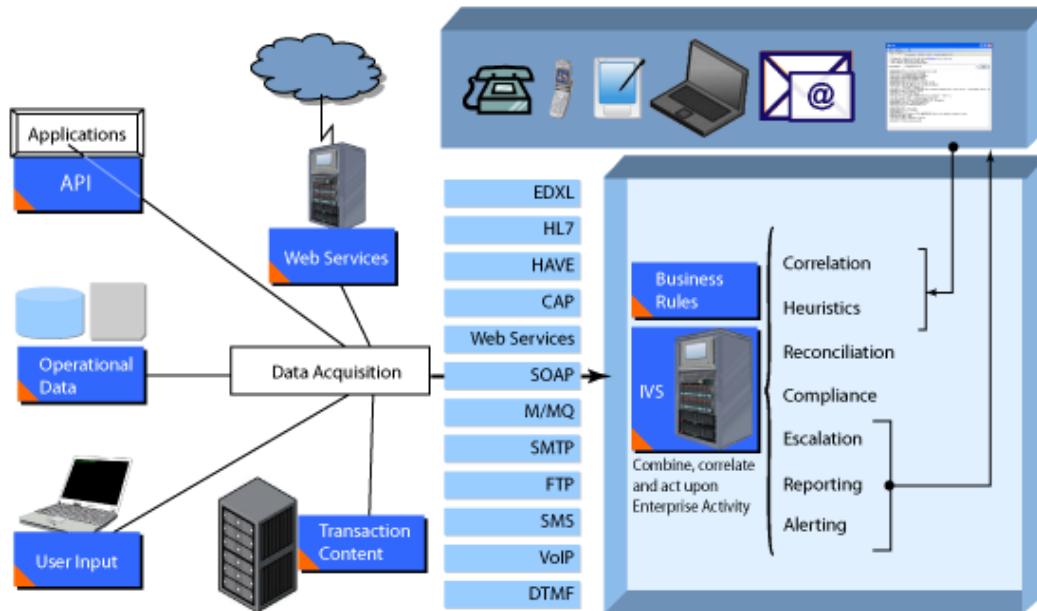 @
Applications
API
Web Services
Operational
Data
Data Acquisition
User Input
Transaction
Content
EDXL
HL7
HAVE
CAP
Web Services
SOAP
M/MQ
SMTP
FTP
SMS
VoIP
DTMF
Business
Rules
IVS
Combine, correlate
and act upon
Enterprise Activity
Correlation
Heuristics
Reconciliation
Compliance
Escalation
Reporting
Alerting